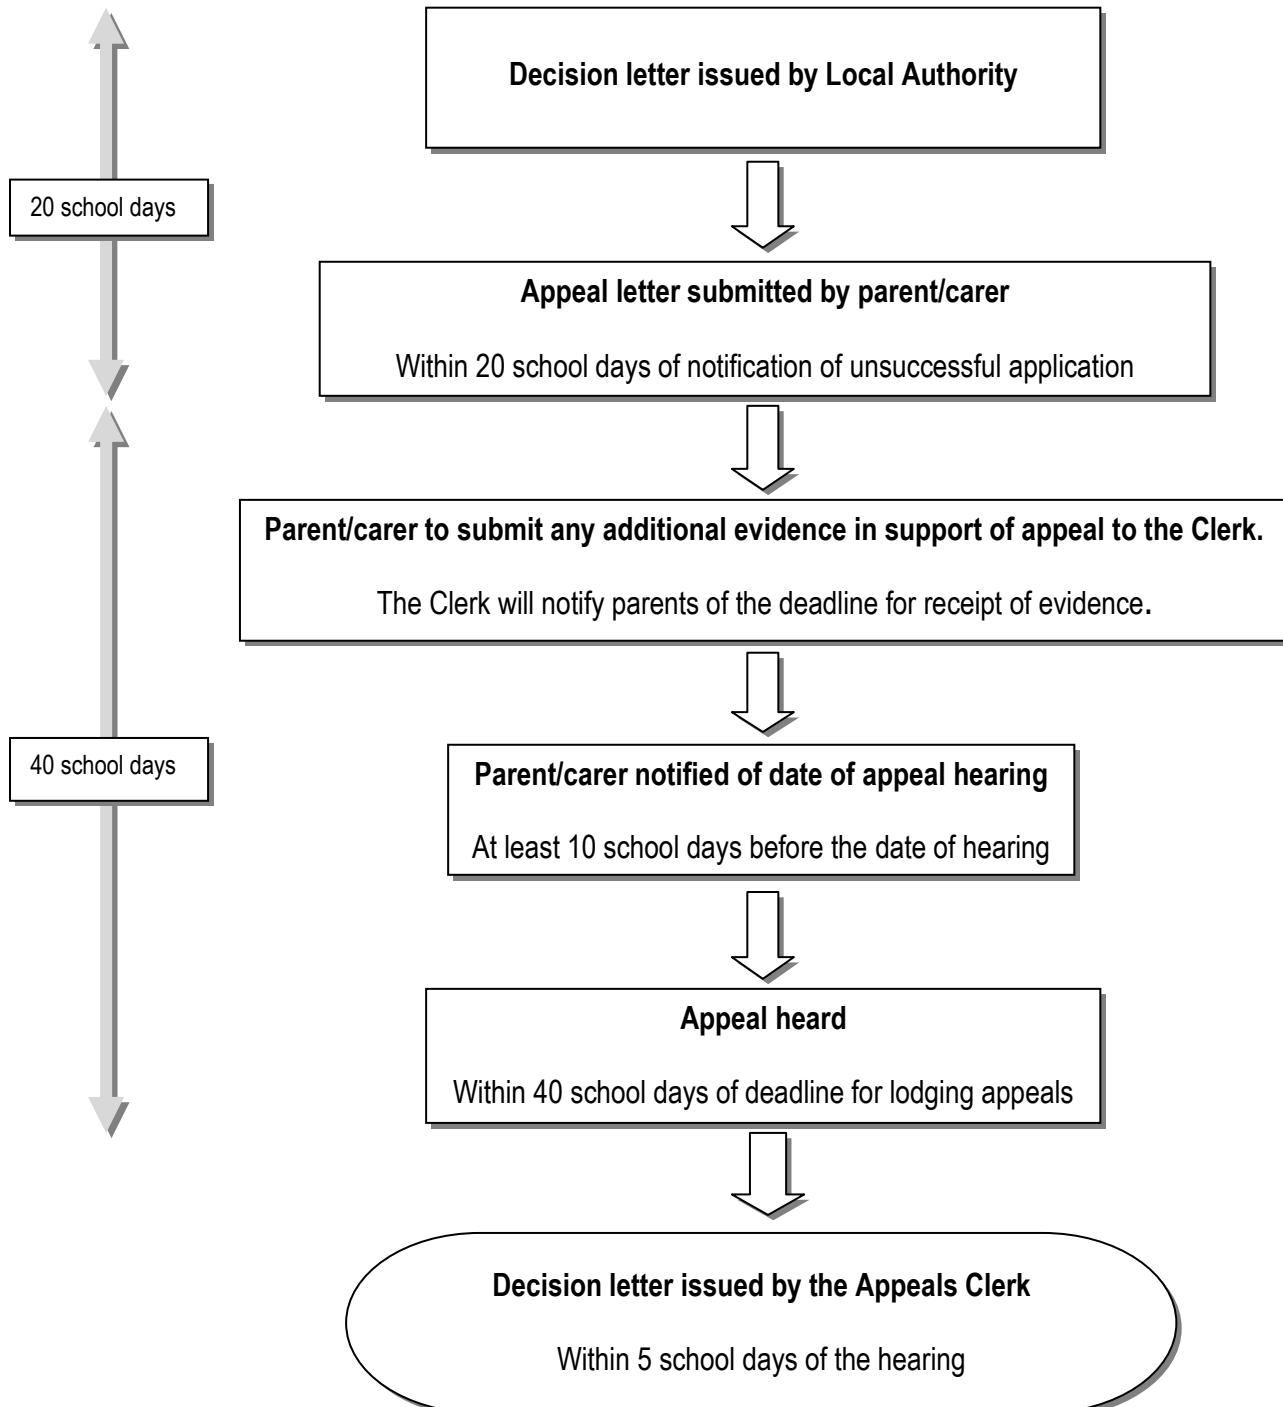 Decision letter issued by Local Authority
20 school days
Appeal letter submitted by parent/carer
Within 20 school days of notification of unsuccessful application
Parent/carer to submit any additional evidence in support of appeal to the Clerk.
The Clerk will notify parents of the deadline for receipt of evidence.
40 school days
Parent/carer notified of date of appeal hearing
At least 10 school days before the date of hearing
Appeal heard
Within 40 school days of deadline for lodging appeals
Decision letter issued by the Appeals Clerk
Within 5 school days of the hearing